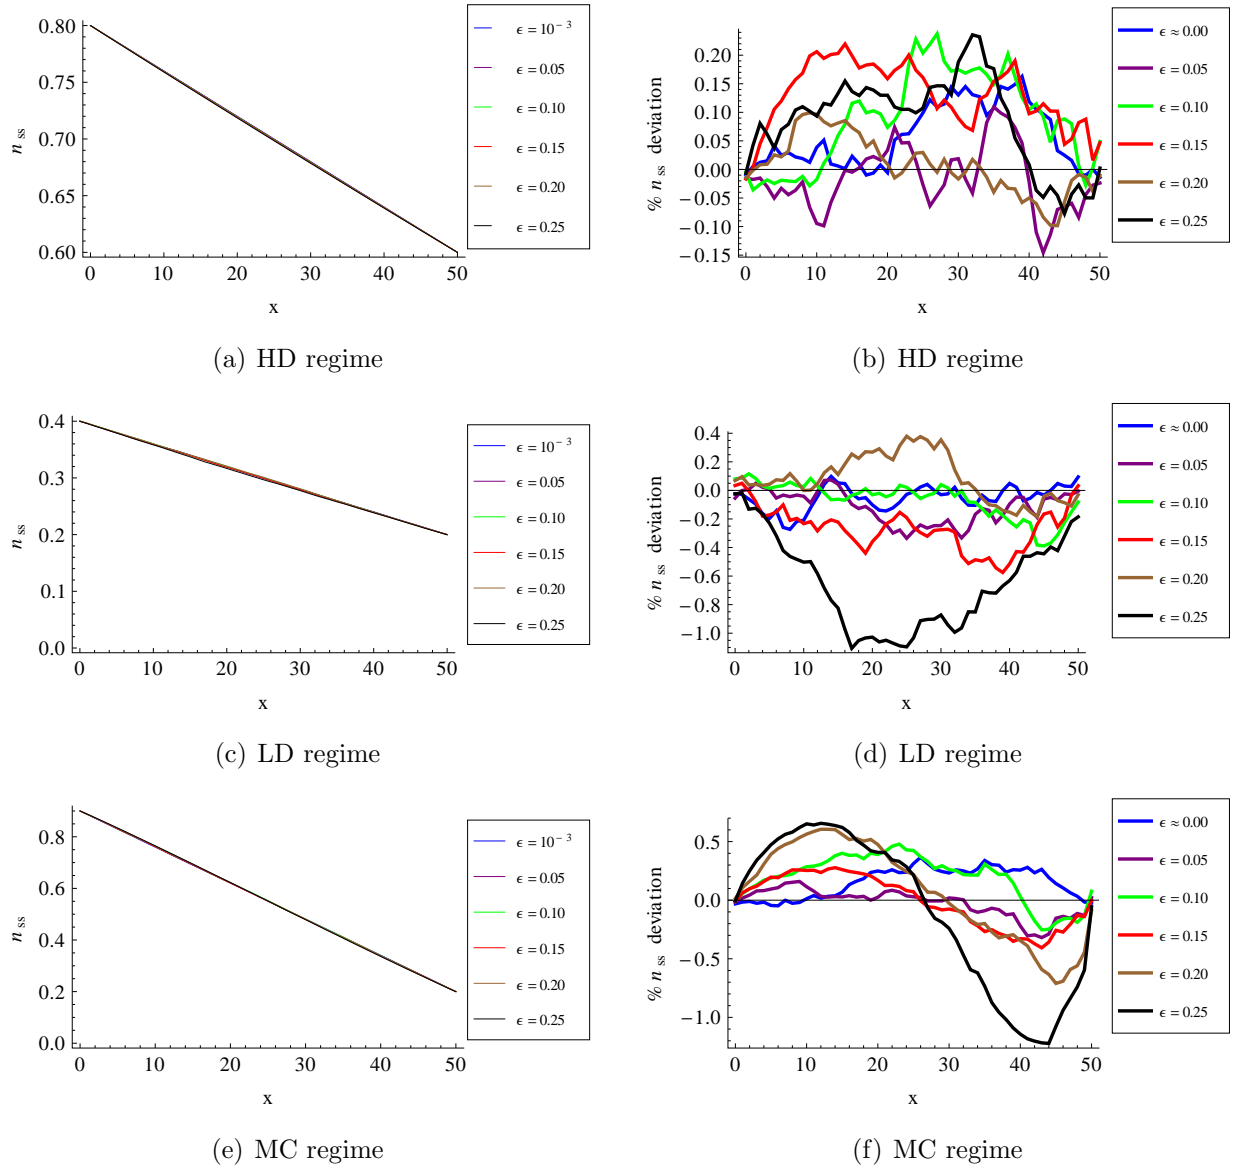 0.80
0.75
0.70
0.65
0.60
n ss
0 10 20 30 40 50
x
ϵ = 10⁻³
ϵ = 0.05
ϵ = 0.10
ϵ = 0.15
ϵ = 0.20
ϵ = 0.25
(a) HD regime
0.20
0.15
0.10
0.05
0.00
−0.05
−0.10
−0.15
% n ss deviation
0 10 20 30 40 50
x
ϵ ≈ 0.00
ϵ = 0.05
ϵ = 0.10
ϵ = 0.15
ϵ = 0.20
ϵ = 0.25
(b) HD regime
0.4
0.3
0.2
0.1
0.0
n ss
0 10 20 30 40 50
x
ϵ = 10⁻³
ϵ = 0.05
ϵ = 0.10
ϵ = 0.15
ϵ = 0.20
ϵ = 0.25
(c) LD regime
0.4
0.2
0.0
−0.2
−0.4
−0.6
−0.8
−1.0
% n ss deviation
0 10 20 30 40 50
x
ϵ ≈ 0.00
ϵ = 0.05
ϵ = 0.10
ϵ = 0.15
ϵ = 0.20
ϵ = 0.25
(d) LD regime
0.8
0.6
0.4
0.2
0.0
n ss
0 10 20 30 40 50
x
ϵ = 10⁻³
ϵ = 0.05
ϵ = 0.10
ϵ = 0.15
ϵ = 0.20
ϵ = 0.25
(e) MC regime
0.5
0.0
−0.5
−1.0
% n ss deviation
0 10 20 30 40 50
x
ϵ ≈ 0.00
ϵ = 0.05
ϵ = 0.10
ϵ = 0.15
ϵ = 0.20
ϵ = 0.25
(f) MC regime